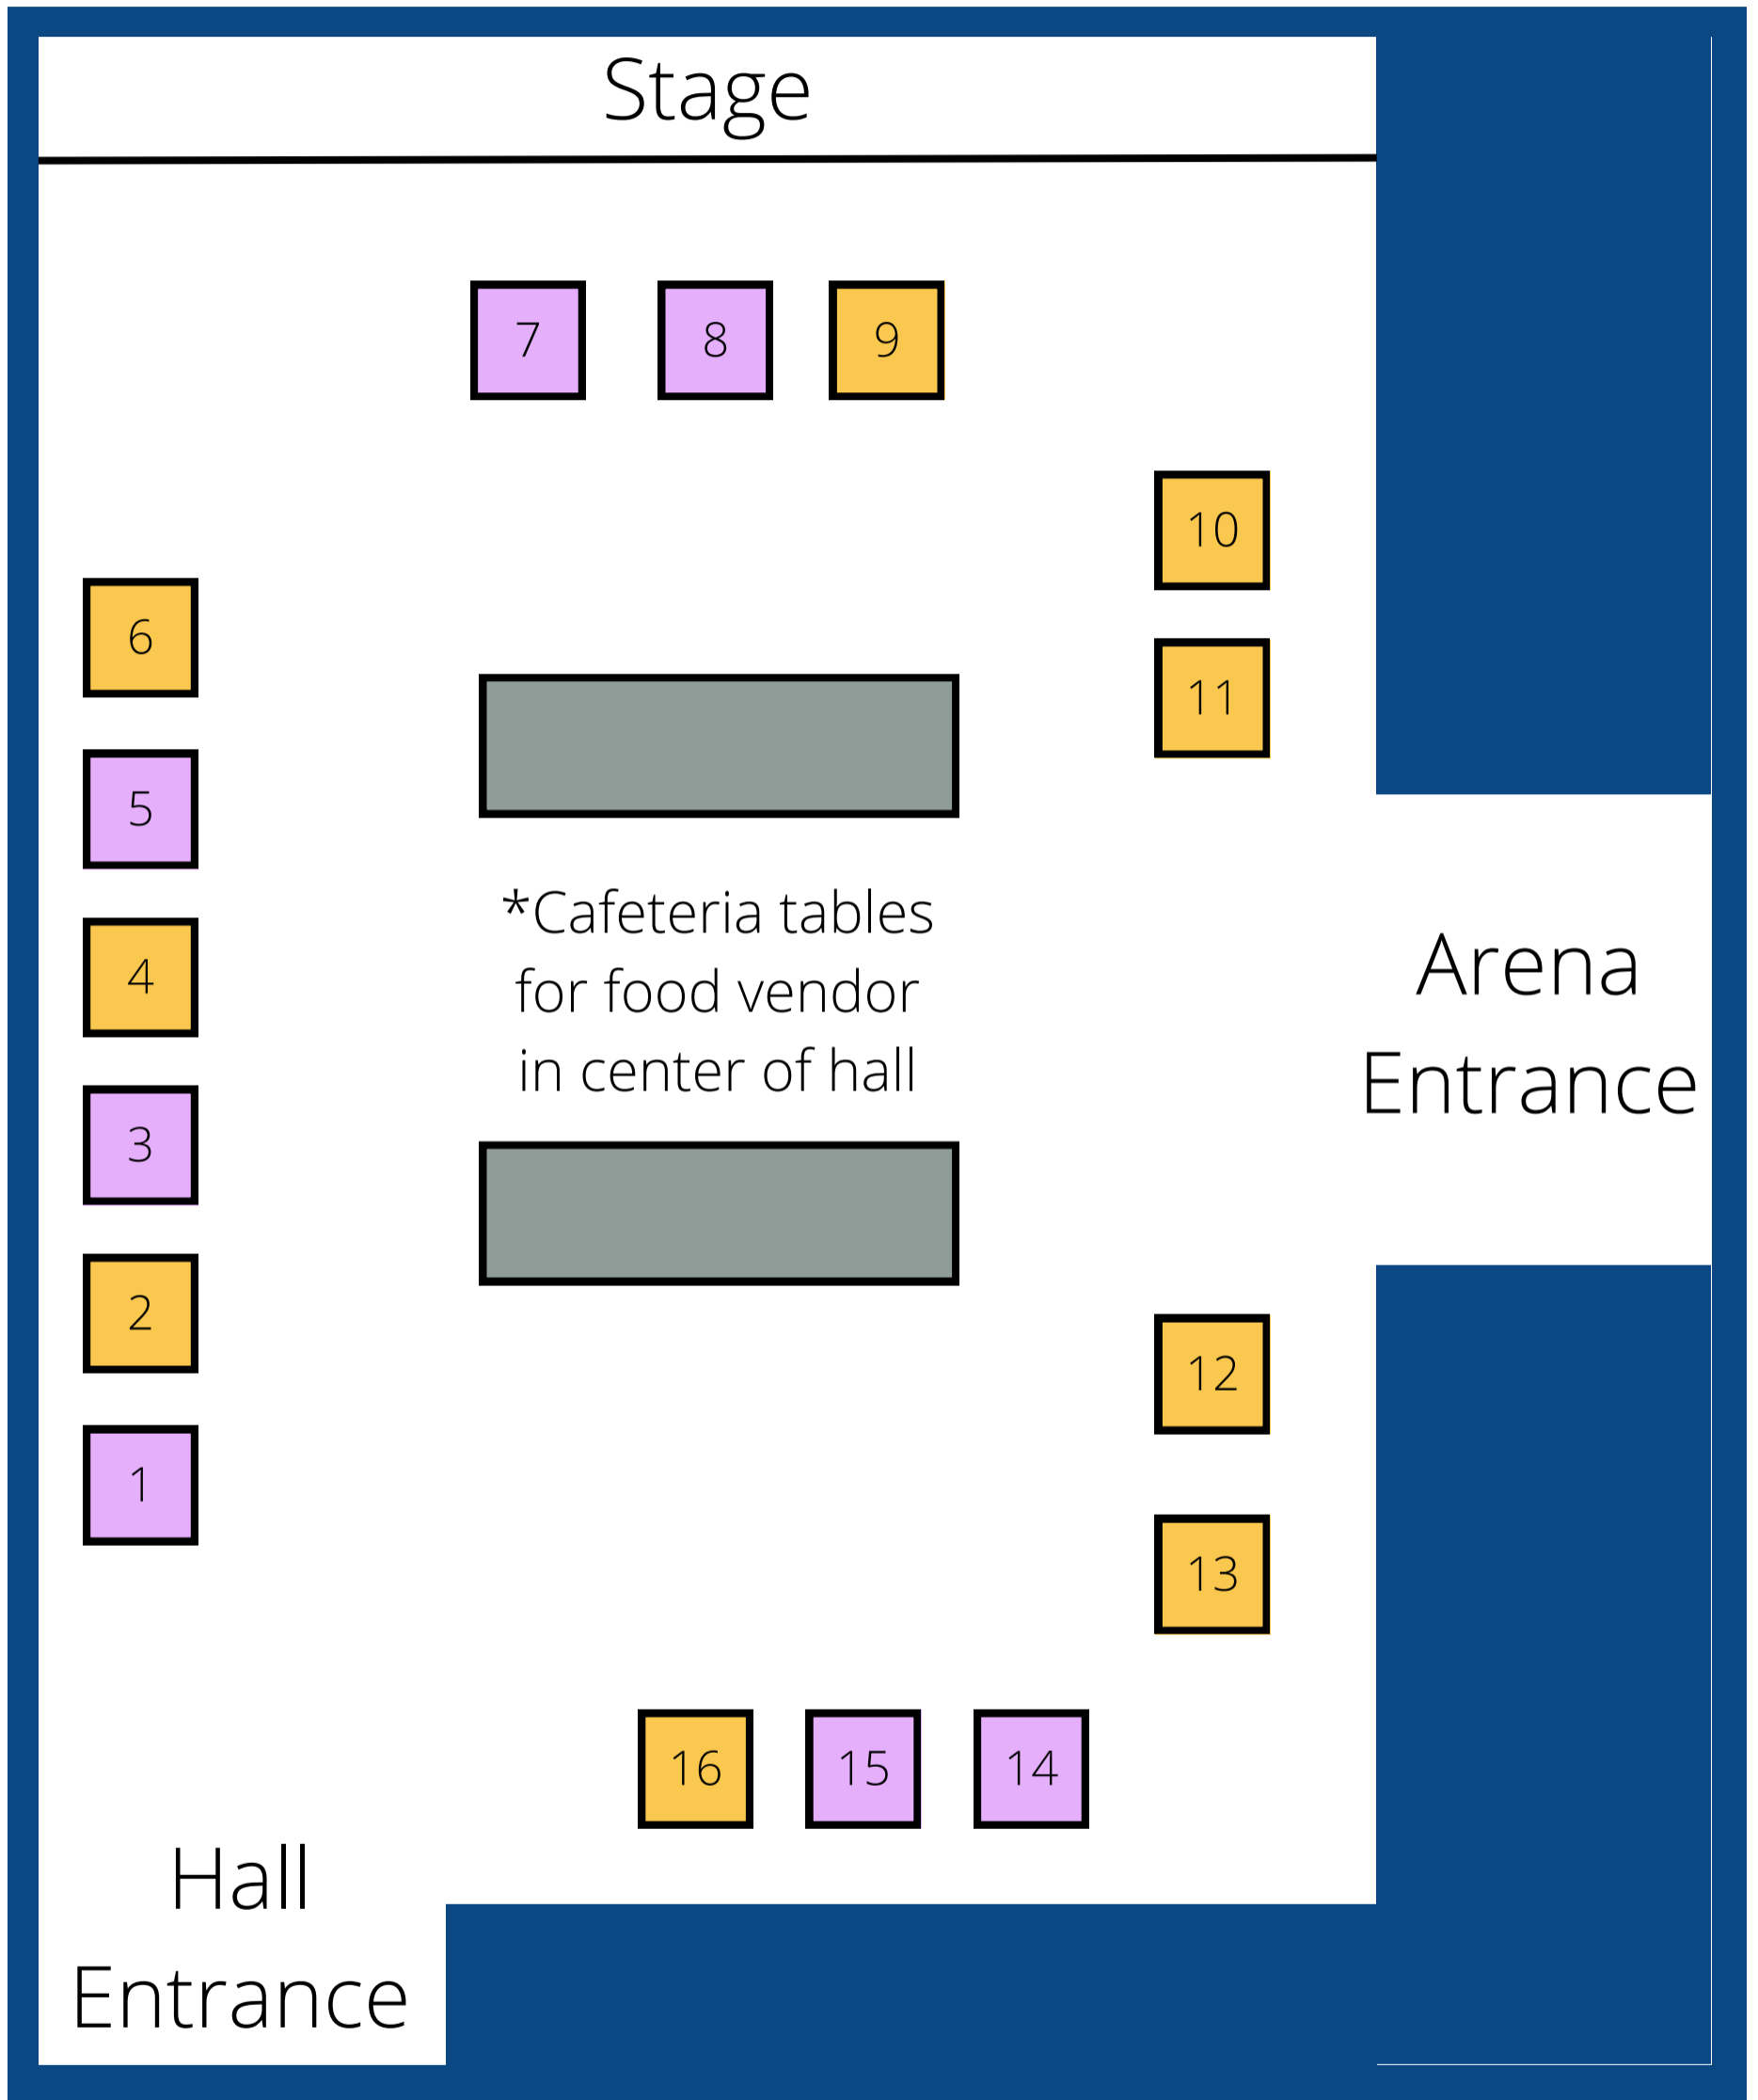 Stage
7 8 9
10
6
11
5
*Cafeteria tables
for food vendor
in center of hall
4
Arena
Entrance
3
2
12
1
13
16 15 14
Hall
Entrance